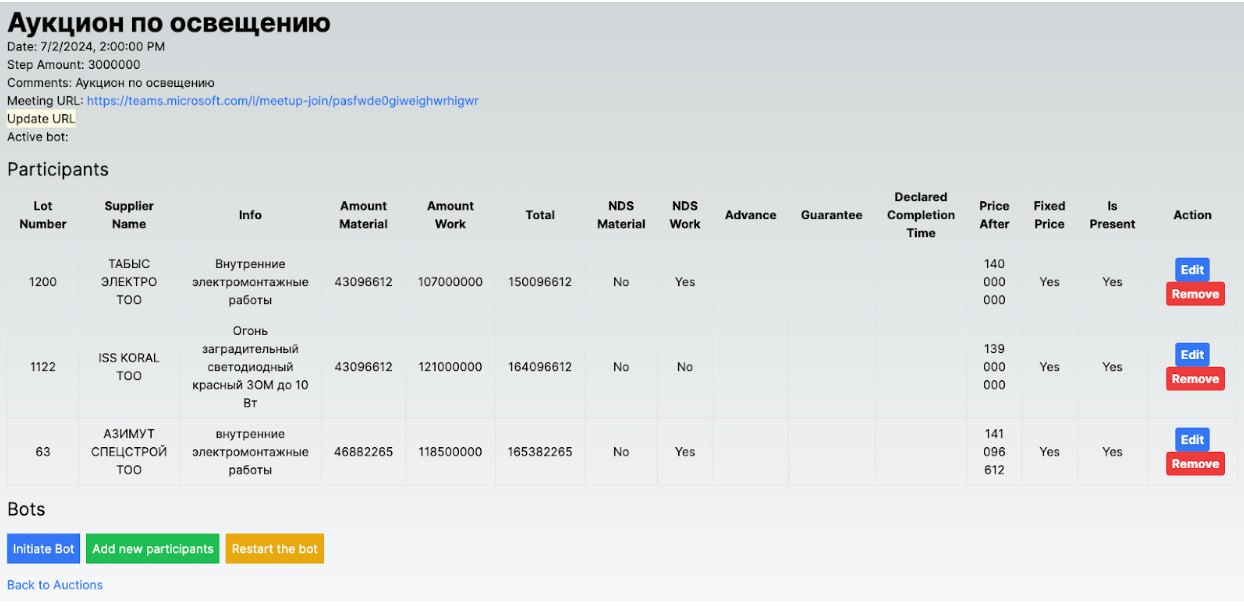 Аукцион по освещению
Date: 7/2/2024, 2:00:00 PM
Step Amount: 3000000
Comments: Аукцион по освещению
Meeting URL: https://teams.microsoft.com/l/meetup-join/pasfwde0giweighwrhigwr
Update URL
Active bot:
Participants
Lot Number Supplier Name Info Amount Material Amount Work Total NDS Material NDS Work Advance Guarantee Declared Completion Time Price After Fixed Price Is Present Action
1200 ТАБЫС ЭЛЕКТРО ТОО Внутренние электромонтажные работы 43096612 107000000 150096612 No Yes 140 000 000 Yes Yes Edit Remove
1122 ISS KORAL ТОО Огонь заградительный светодиодный красный ЗОМ до 10 Вт 43096612 121000000 164096612 No No 139 000 000 Yes Yes Edit Remove
63 АЗИМУТ СПЕЦСТРОЙ ТОО внутренние электромонтажные работы 46882265 118500000 165382265 No Yes 141 096 612 Yes Yes Edit Remove
Bots
Initiate Bot Add new participants Restart the bot
Back to Auctions